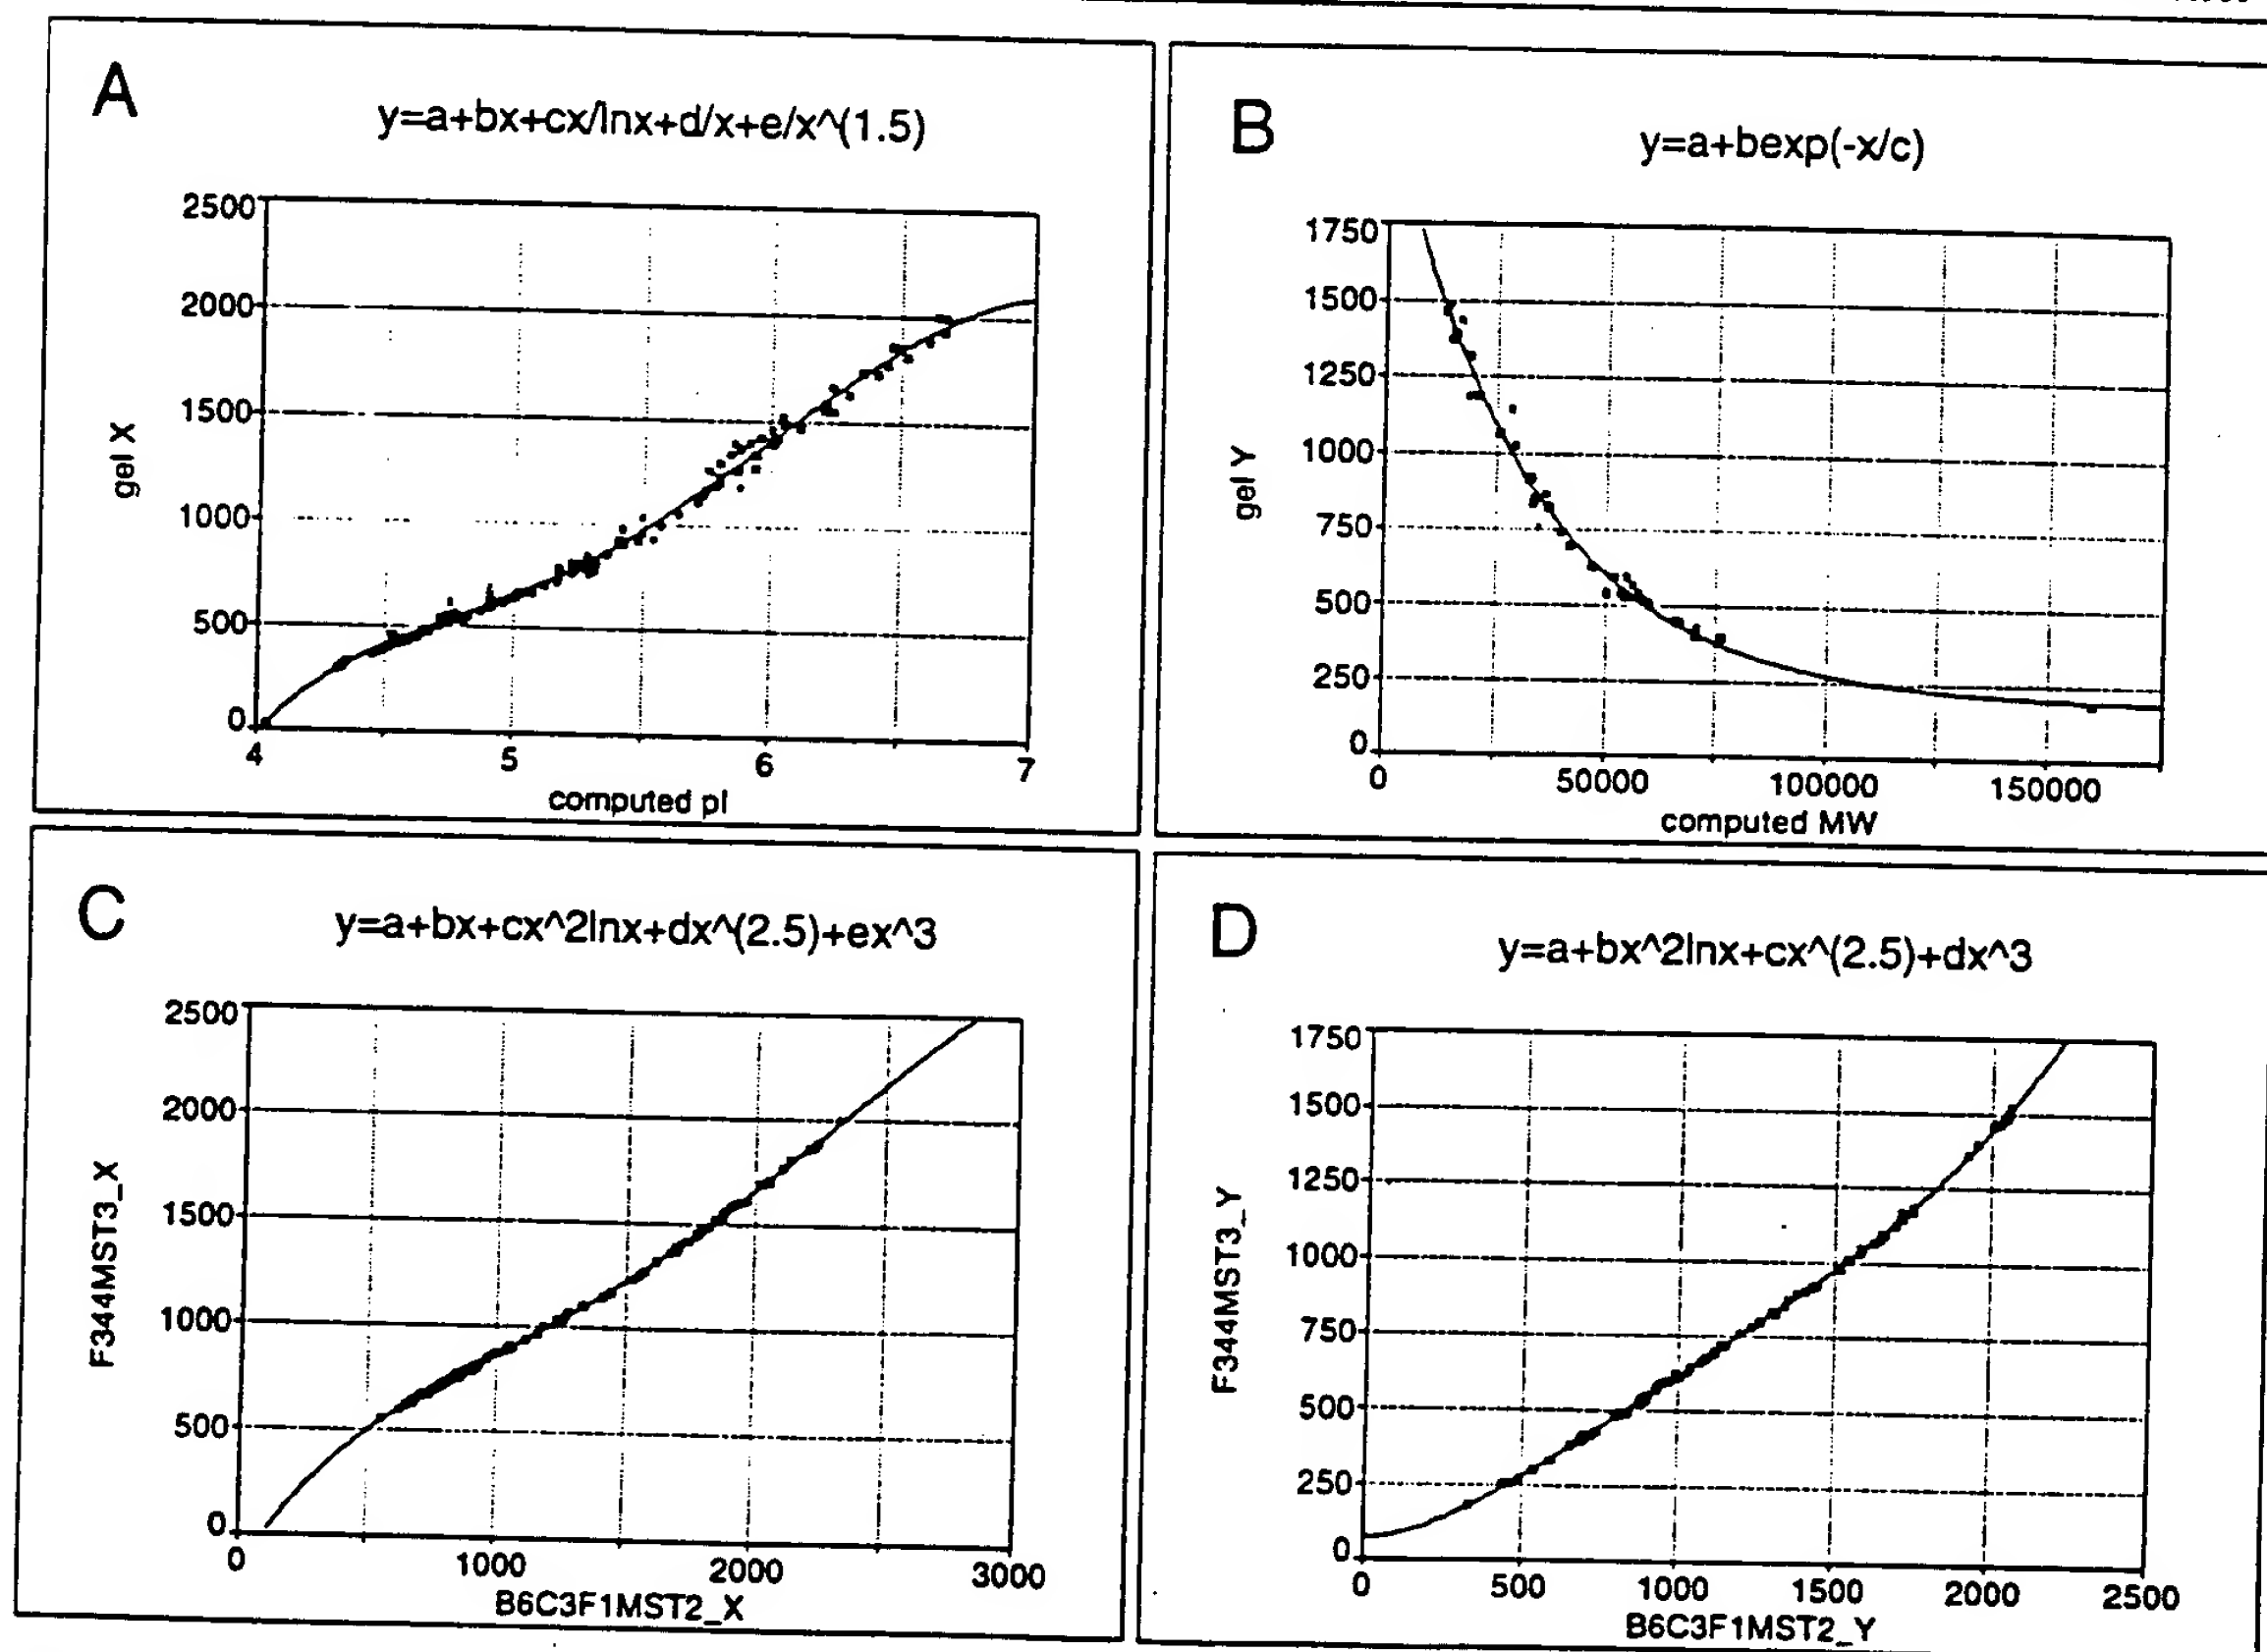 A
y=a+bx+cx/lnx+d/x+e/x^(1.5)
2500
2000
1500
1000
500
0
gel X
4 5 6 7
computed pI
B
y=a+bexp(-x/c)
1750
1500
1250
1000
750
500
250
0
gel Y
0 50000 100000 150000
computed MW
C
y=a+bx+cx^2lnx+dx^(2.5)+ex^3
2500
2000
1500
1000
500
0
F344MST3_X
0 1000 2000 3000
B6C3F1MST2_X
D
y=a+bx^2lnx+cx^(2.5)+dx^3
1750
1500
1250
1000
750
500
250
0
F344MST3_Y
0 500 1000 1500 2000 2500
B6C3F1MST2_Y